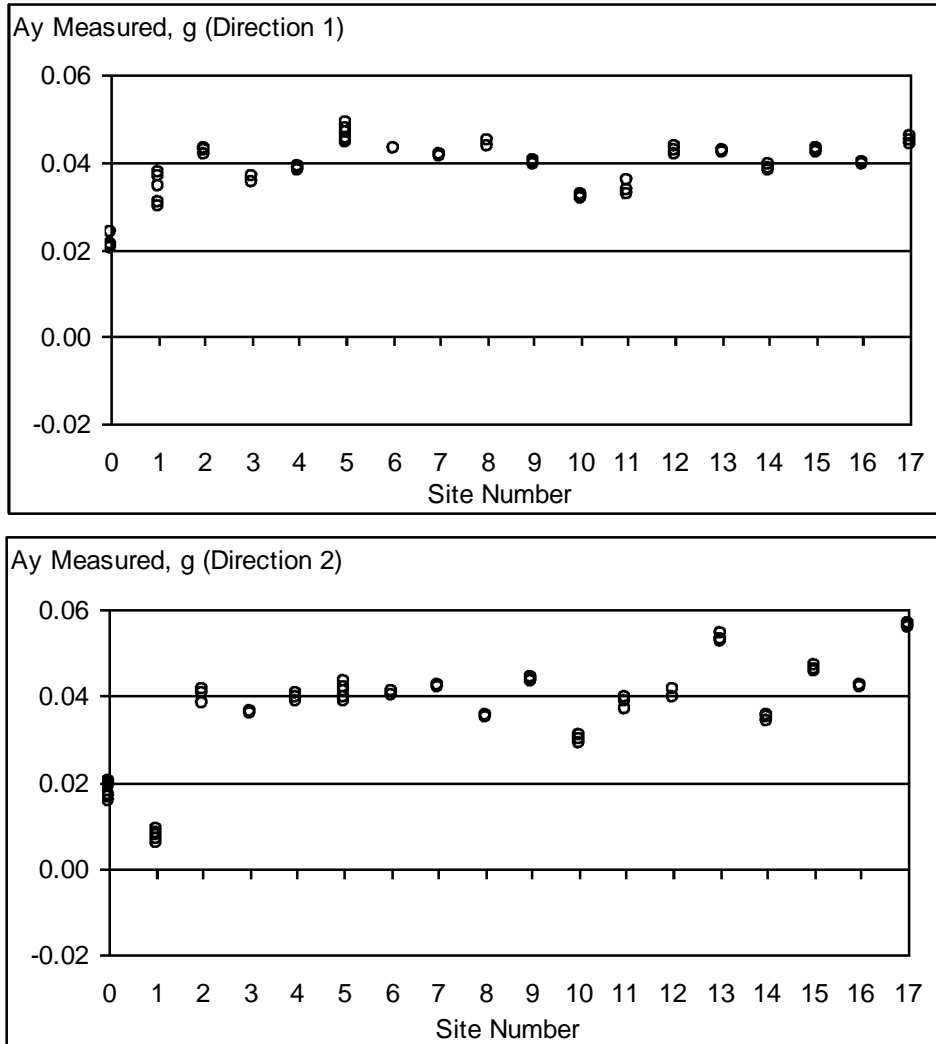 Ay Measured, g (Direction 1)
0.06
0.04
0.02
0.00
-0.02
0 1 2 3 4 5 6 7 8 9 10 11 12 13 14 15 16 17
Site Number
Ay Measured, g (Direction 2)
0.06
0.04
0.02
0.00
-0.02
0 1 2 3 4 5 6 7 8 9 10 11 12 13 14 15 16 17
Site Number